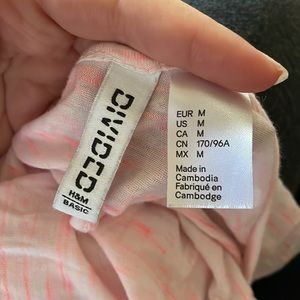 DIVIDED
H&M
BASIC
EUR M
US M
CA M
CN 170/96A
MX M
Made in
Cambodia
Fabriqué en
Cambodge